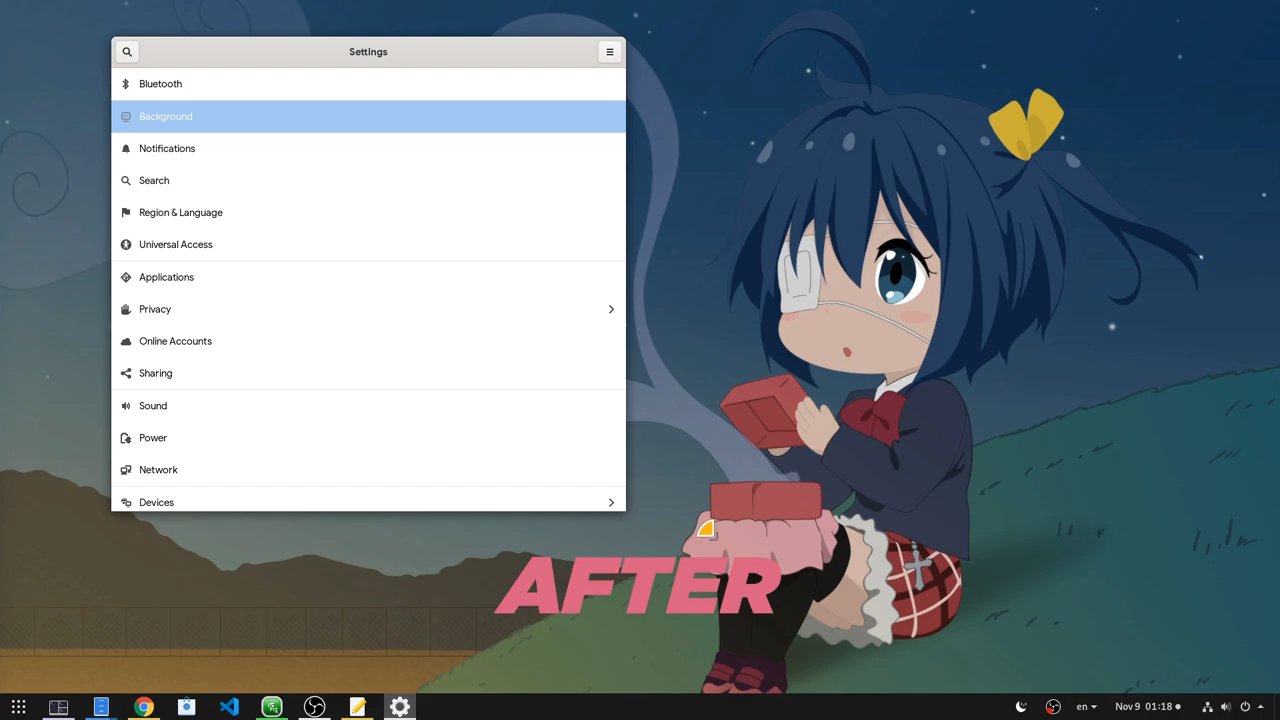 Settings
Bluetooth
Background
Notifications
Search
Region & Language
Universal Access
Applications
Privacy
Online Accounts
Sharing
Sound
Power
Network
Devices
AFTER
en
Nov 9 01:18